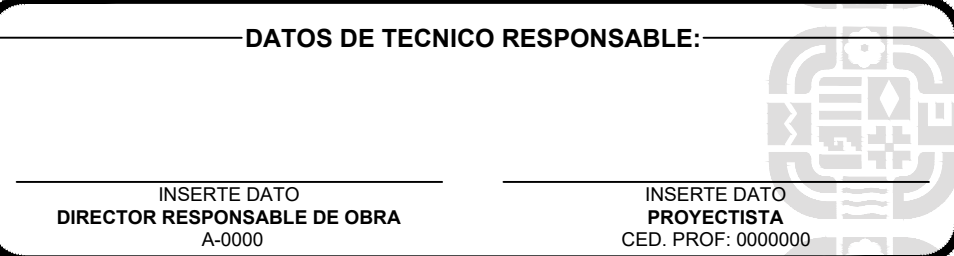 DATOS DE TECNICO RESPONSABLE:
INSERTE DATO
DIRECTOR RESPONSABLE DE OBRA
A-0000
INSERTE DATO
PROYECTISTA
CED. PROF: 0000000